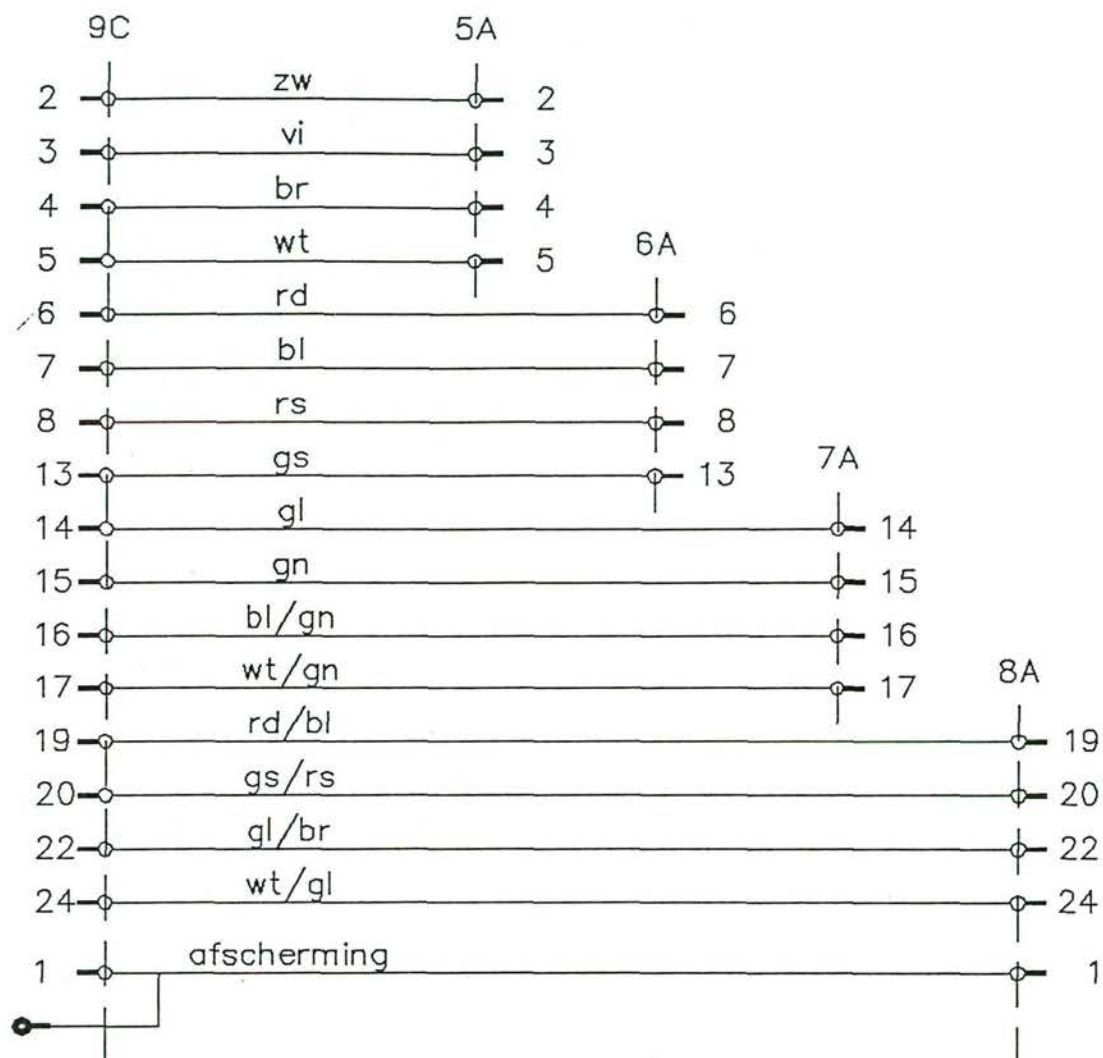 9C 5A
2 zw 2
3 vi 3
4 br 4
6A
5 wt 5
6 rd 6
7 bl 7
8 rs 8
7A
13 gs 13
14 gl 14
15 gn 15
16 bl/gn 16
8A
17 wt/gn 17
19 rd/bl 19
20 gs/rs 20
22 gl/br 22
24 wt/gl 24
1 afscherming 1